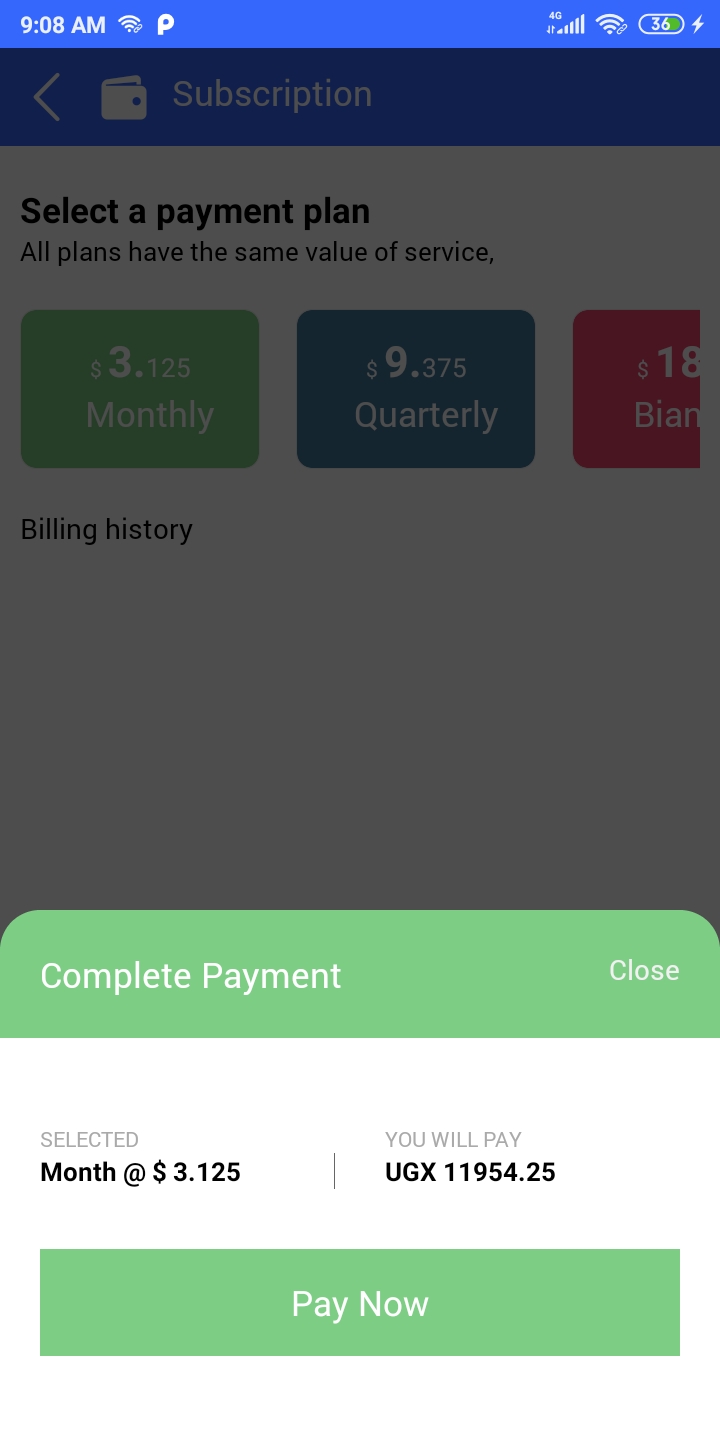 9:08 AM
4G
36
Subscription
Select a payment plan
All plans have the same value of service,
$ 3.125
Monthly
$ 9.375
Quarterly
$ 18
Bian
Billing history
Complete Payment
Close
SELECTED
Month @ $ 3.125
YOU WILL PAY
UGX 11954.25
Pay Now